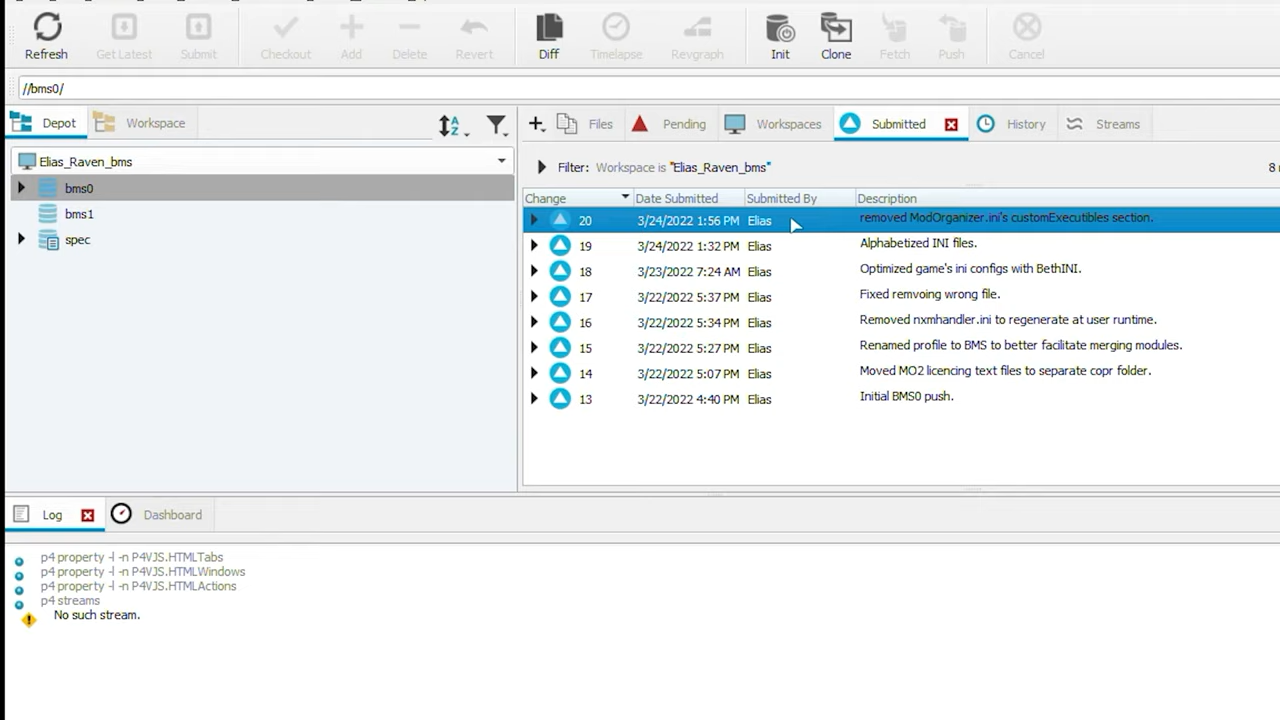 Refresh Get Latest Submit Checkout Add Delete Revert Diff Timelapse Revgraph Init Clone Fetch Push Cancel
//bms0/
Depot Workspace
Files Pending Workspaces Submitted History Streams
Elias_Raven_bms
Filter: Workspace is "Elias_Raven_bms"
8
bms0
bms1
spec
Change Date Submitted Submitted By Description
20 3/24/2022 1:56 PM Elias removed ModOrganizer.ini's customExecutibles section.
19 3/24/2022 1:32 PM Elias Alphabetized INI files.
18 3/23/2022 7:24 AM Elias Optimized game's ini configs with BethINI.
17 3/22/2022 5:37 PM Elias Fixed remvoing wrong file.
16 3/22/2022 5:34 PM Elias Removed nxmhandler.ini to regenerate at user runtime.
15 3/22/2022 5:27 PM Elias Renamed profile to BMS to better facilitate merging modules.
14 3/22/2022 5:07 PM Elias Moved MO2 licencing text files to separate copr folder.
13 3/22/2022 4:40 PM Elias Initial BMS0 push.
Log Dashboard
p4 property -l -n P4VJS.HTMLTabs
p4 property -l -n P4VJS.HTMLWindows
p4 property -l -n P4VJS.HTMLActions
p4 streams
No such stream.